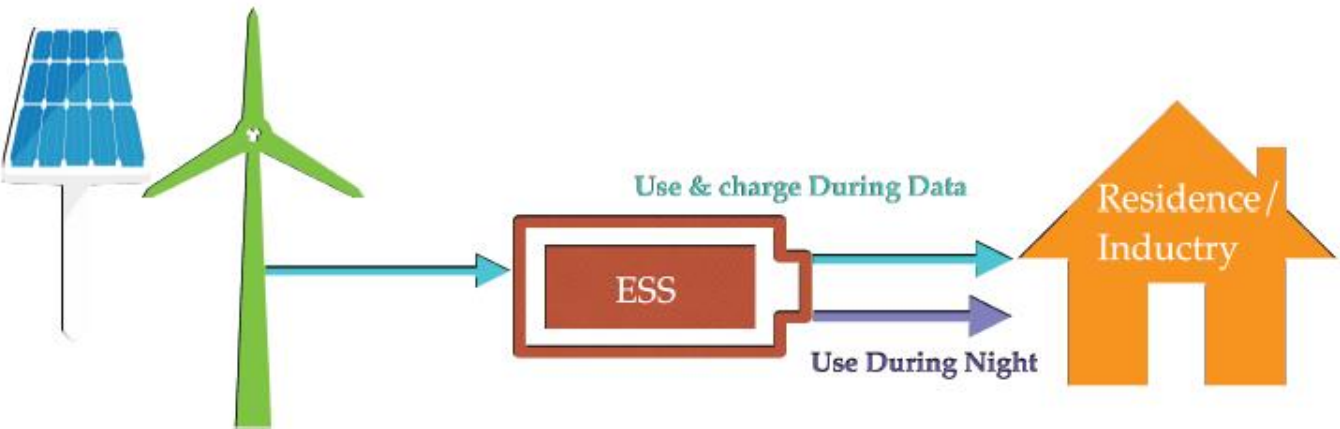 Use & charge During Data
Residence/
Inductry
ESS
Use During Night